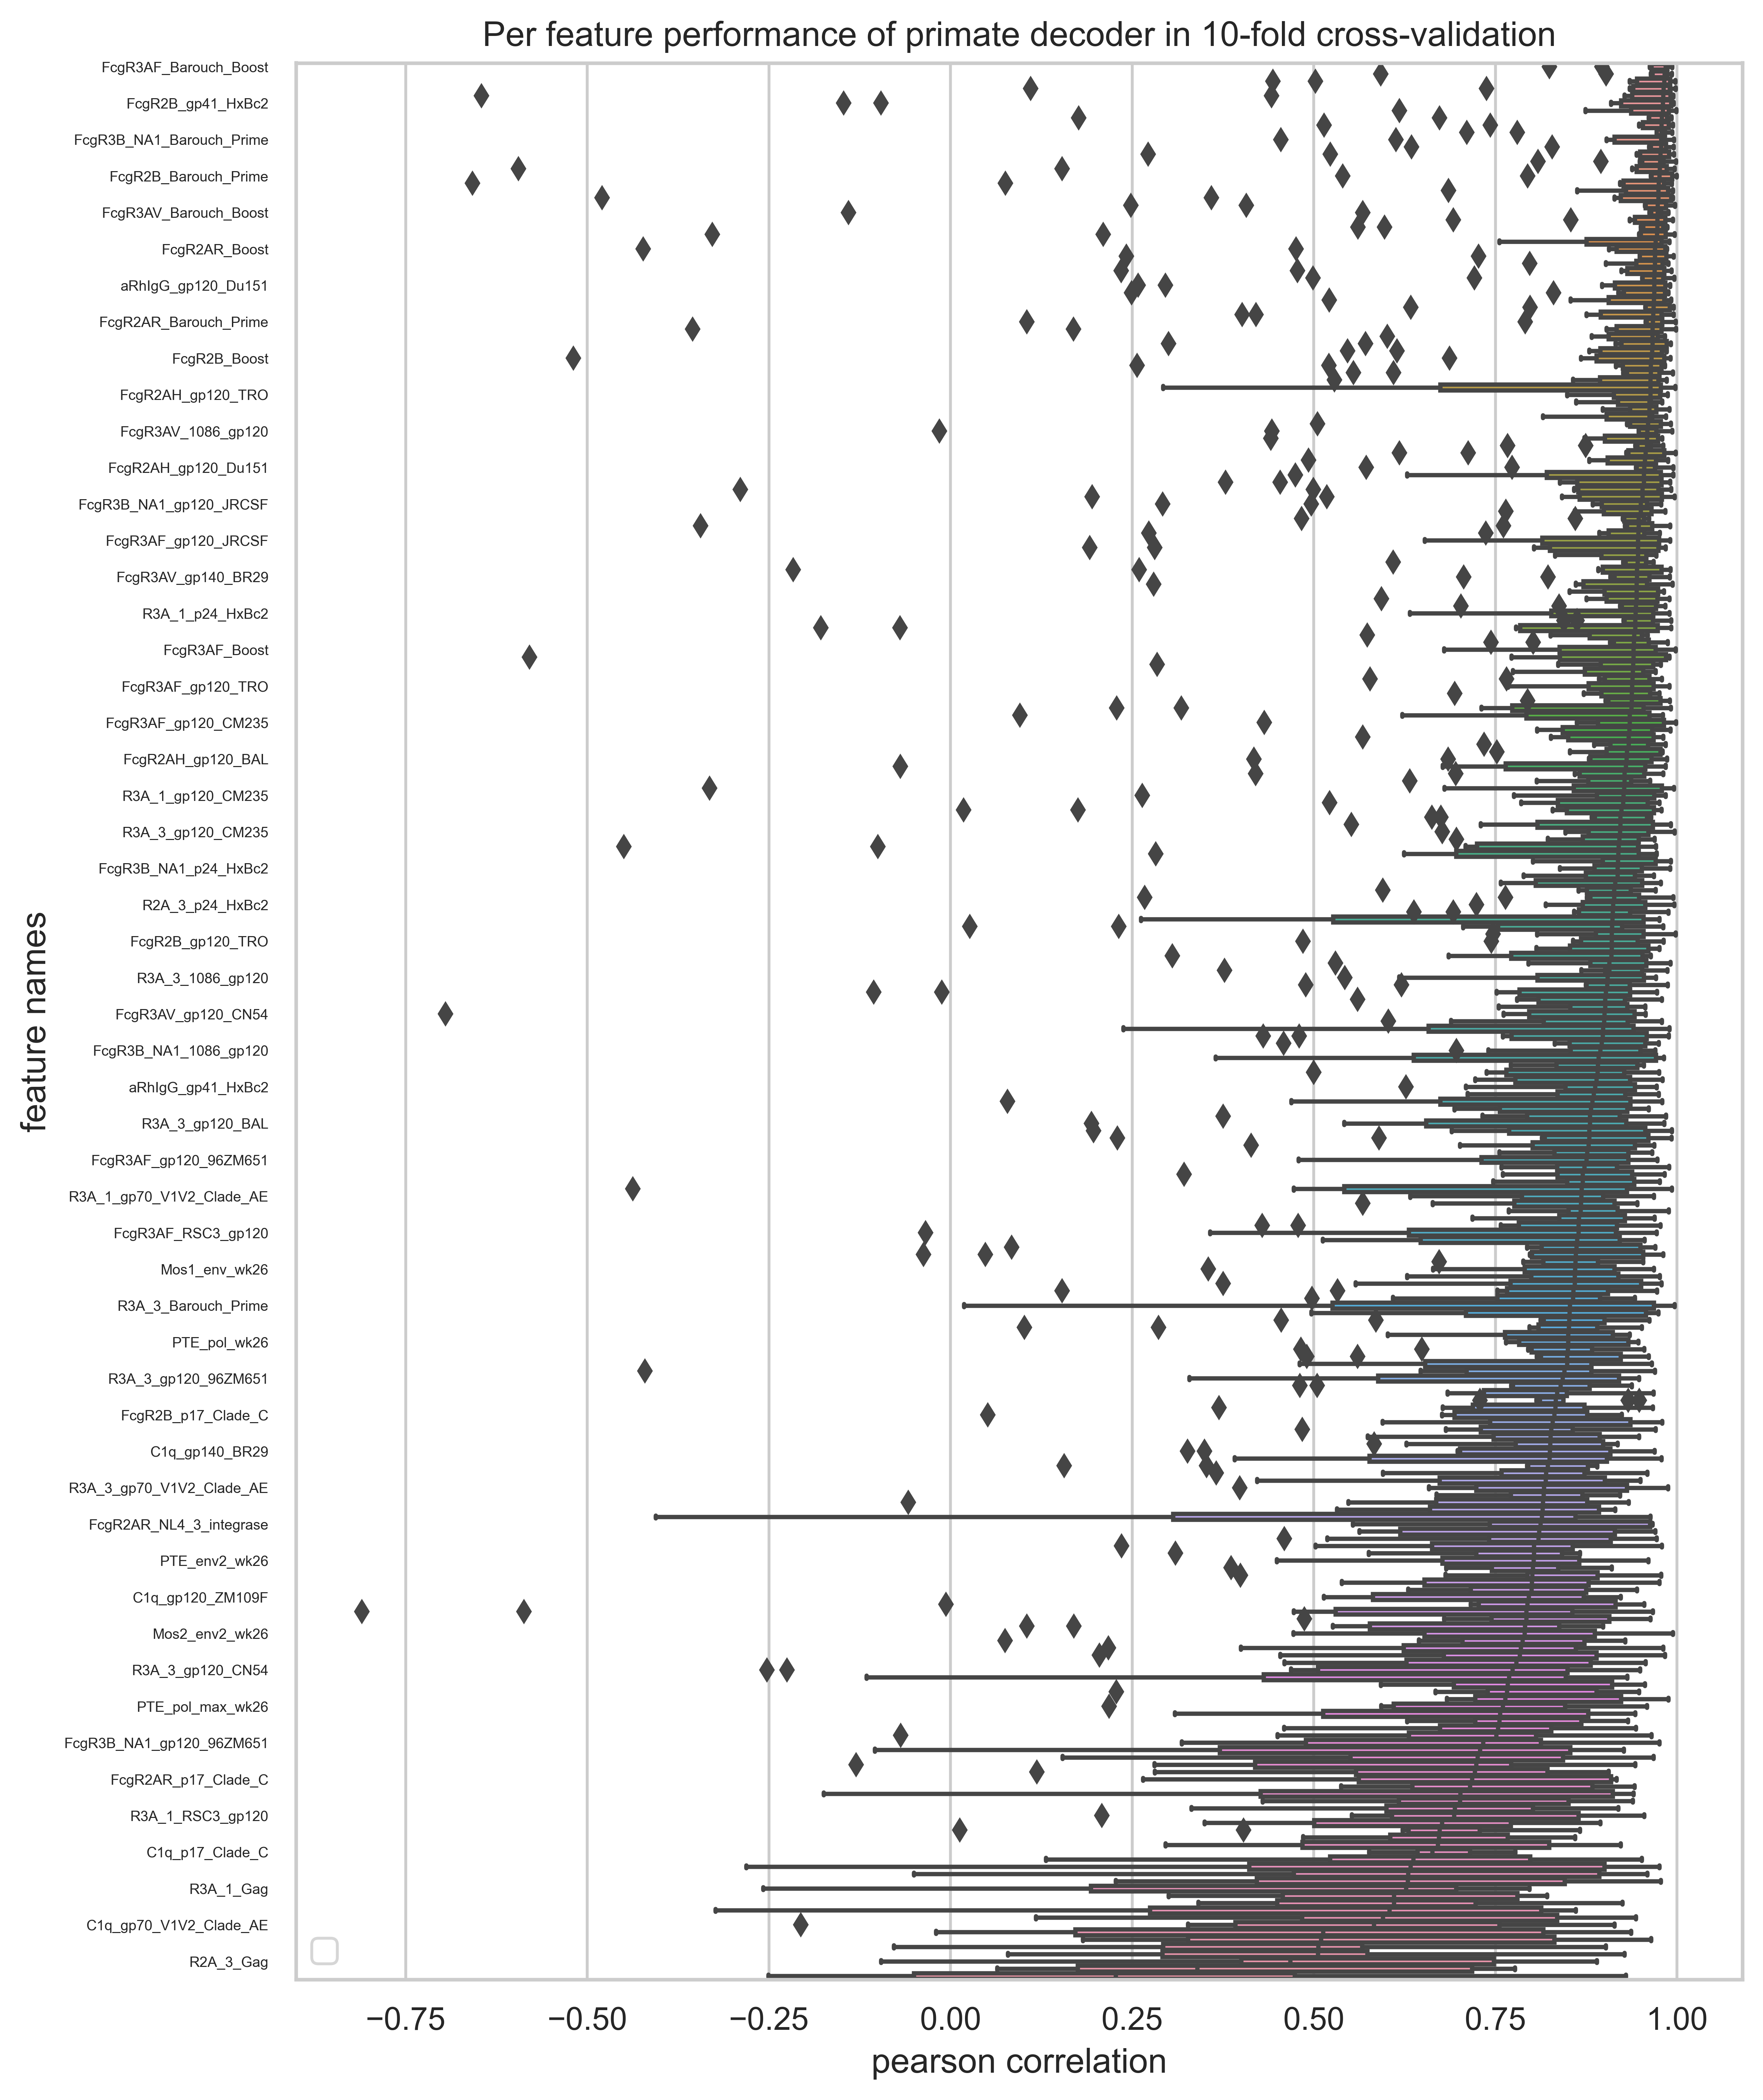 Per feature performance of primate decoder in 10-fold cross-validation
FcgR3AF_Barouch_Boost
FcgR2B_gp41_HxBc2
FcgR3B_NA1_Barouch_Prime
FcgR2B_Barouch_Prime
FcgR3AV_Barouch_Boost
FcgR2AR_Boost
aRhIgG_gp120_Du151
FcgR2AR_Barouch_Prime
FcgR2B_Boost
FcgR2AH_gp120_TRO
FcgR3AV_1086_gp120
FcgR2AH_gp120_Du151
FcgR3B_NA1_gp120_JRCSF
FcgR3AF_gp120_JRCSF
FcgR3AV_gp140_BR29
R3A_1_p24_HxBc2
FcgR3AF_Boost
FcgR3AF_gp120_TRO
FcgR3AF_gp120_CM235
FcgR2AH_gp120_BAL
R3A_1_gp120_CM235
R3A_3_gp120_CM235
FcgR3B_NA1_p24_HxBc2
R2A_3_p24_HxBc2
FcgR2B_gp120_TRO
R3A_3_1086_gp120
FcgR3AV_gp120_CN54
FcgR3B_NA1_1086_gp120
aRhIgG_gp41_HxBc2
R3A_3_gp120_BAL
FcgR3AF_gp120_96ZM651
R3A_1_gp70_V1V2_Clade_AE
FcgR3AF_RSC3_gp120
Mos1_env_wk26
R3A_3_Barouch_Prime
PTE_pol_wk26
R3A_3_gp120_96ZM651
FcgR2B_p17_Clade_C
C1q_gp140_BR29
R3A_3_gp70_V1V2_Clade_AE
FcgR2AR_NL4_3_integrase
PTE_env2_wk26
C1q_gp120_ZM109F
Mos2_env2_wk26
R3A_3_gp120_CN54
PTE_pol_max_wk26
FcgR3B_NA1_gp120_96ZM651
FcgR2AR_p17_Clade_C
R3A_1_RSC3_gp120
C1q_p17_Clade_C
R3A_1_Gag
C1q_gp70_V1V2_Clade_AE
R2A_3_Gag
feature names
−0.75 −0.50 −0.25 0.00 0.25 0.50 0.75 1.00
pearson correlation